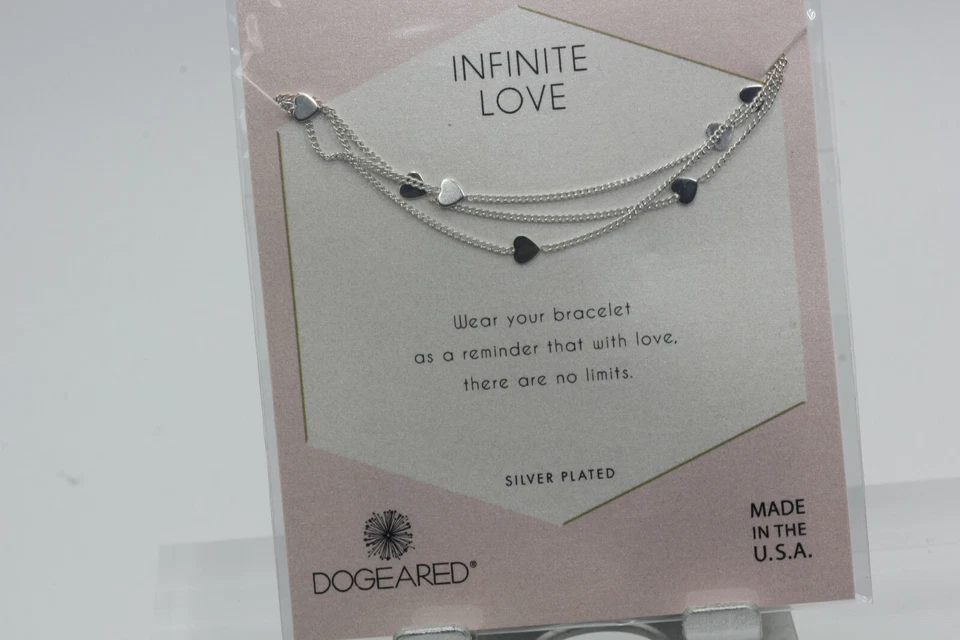 INFINITE
LOVE
Wear your bracelet
as a reminder that with love,
there are no limits.
SILVER PLATED
DOGEARED®
MADE
IN THE
U.S.A.